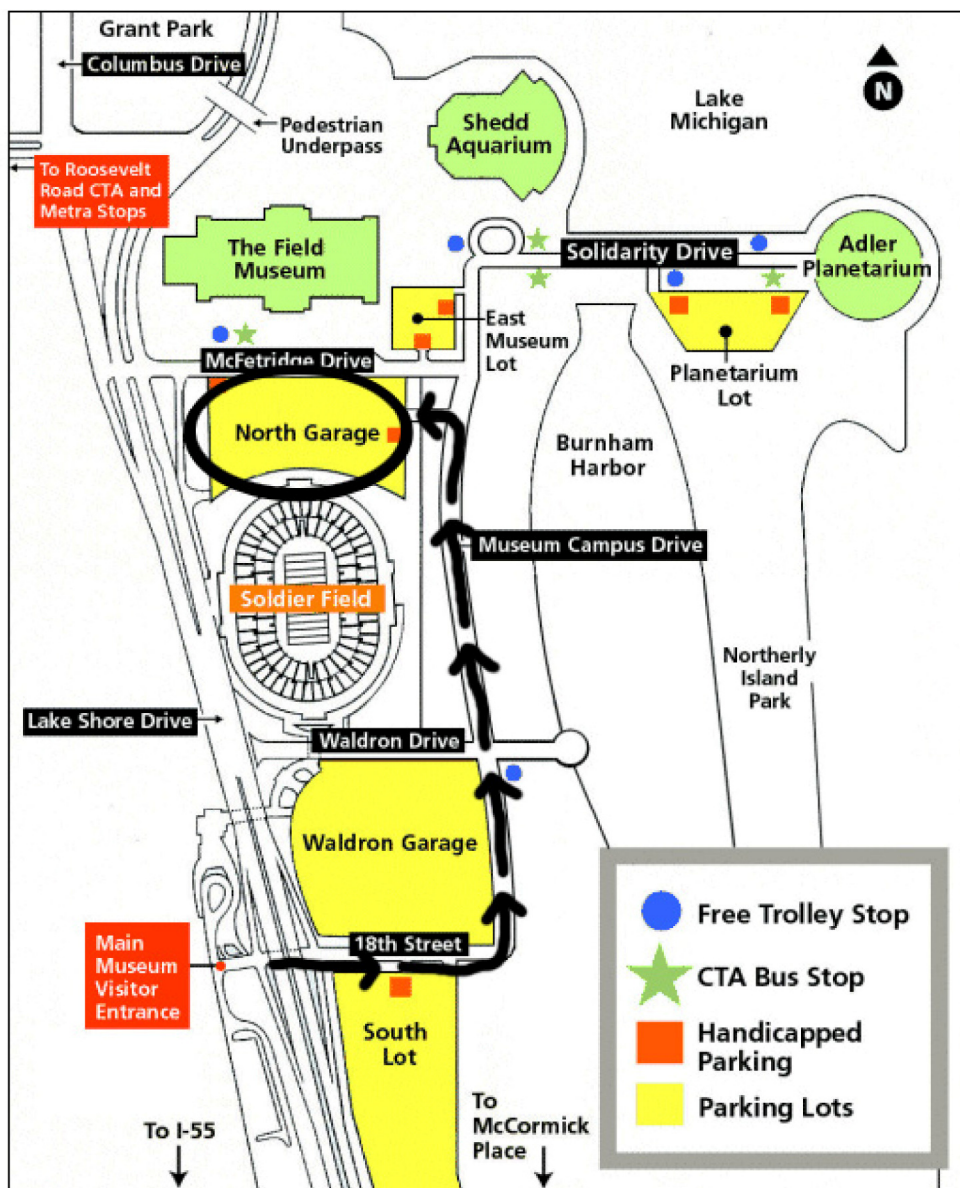 Grant Park
Columbus Drive
Pedestrian
Underpass
To Roosevelt
Road CTA and
Metra Stops
Shedd
Aquarium
Lake
Michigan
N
The Field
Museum
Solidarity Drive
Adler
Planetarium
East
Museum
Lot
McFetridge Drive
Planetarium
Lot
North Garage
Burnham
Harbor
Museum Campus Drive
Soldier Field
Northerly
Island
Park
Lake Shore Drive
Waldron Drive
Waldron Garage
18th Street
Main
Museum
Visitor
Entrance
South
Lot
To I-55
To
McCormick
Place
Free Trolley Stop
CTA Bus Stop
Handicapped
Parking
Parking Lots